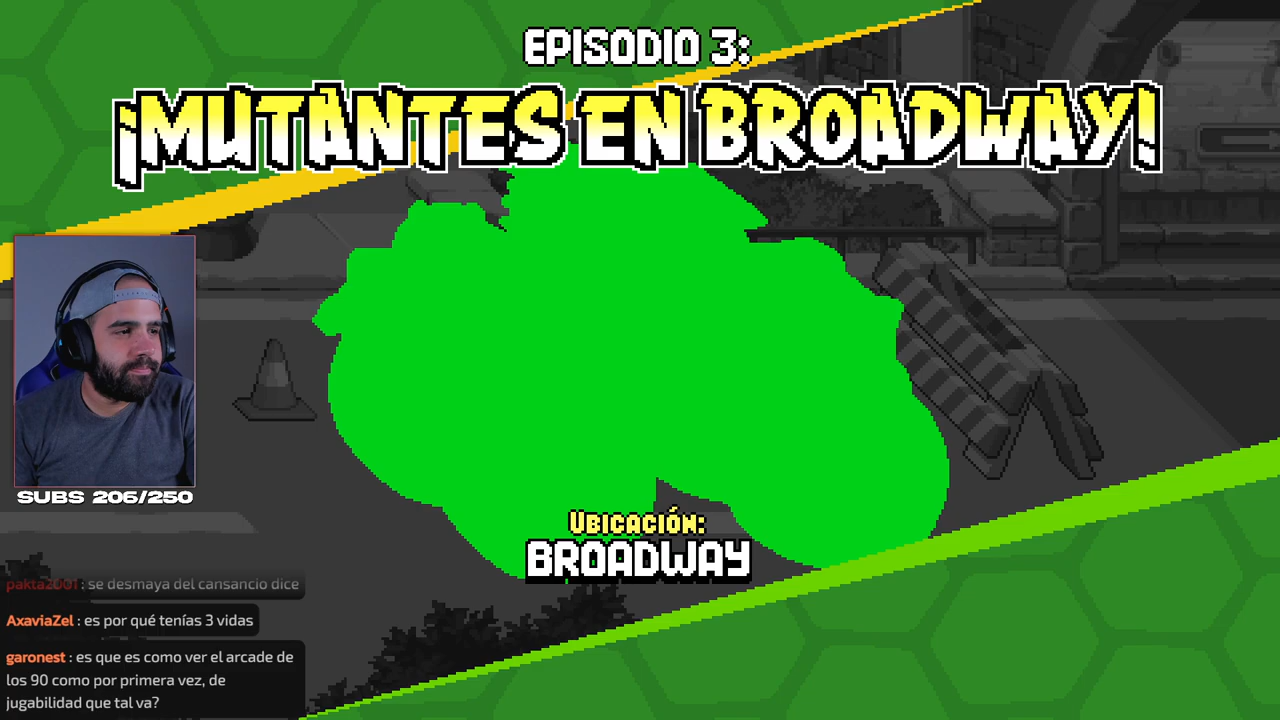 EPISODIO 3:
¡MUTANTES EN BROADWAY!
SUBS 206/250
UBICACIÓN:
BROADWAY
pakta2001 : se desmaya del cansancio dice
AxaviaZel : es por qué tenías 3 vidas
garonest : es que es como ver el arcade de
los 90 como por primera vez, de
jugabilidad que tal va?